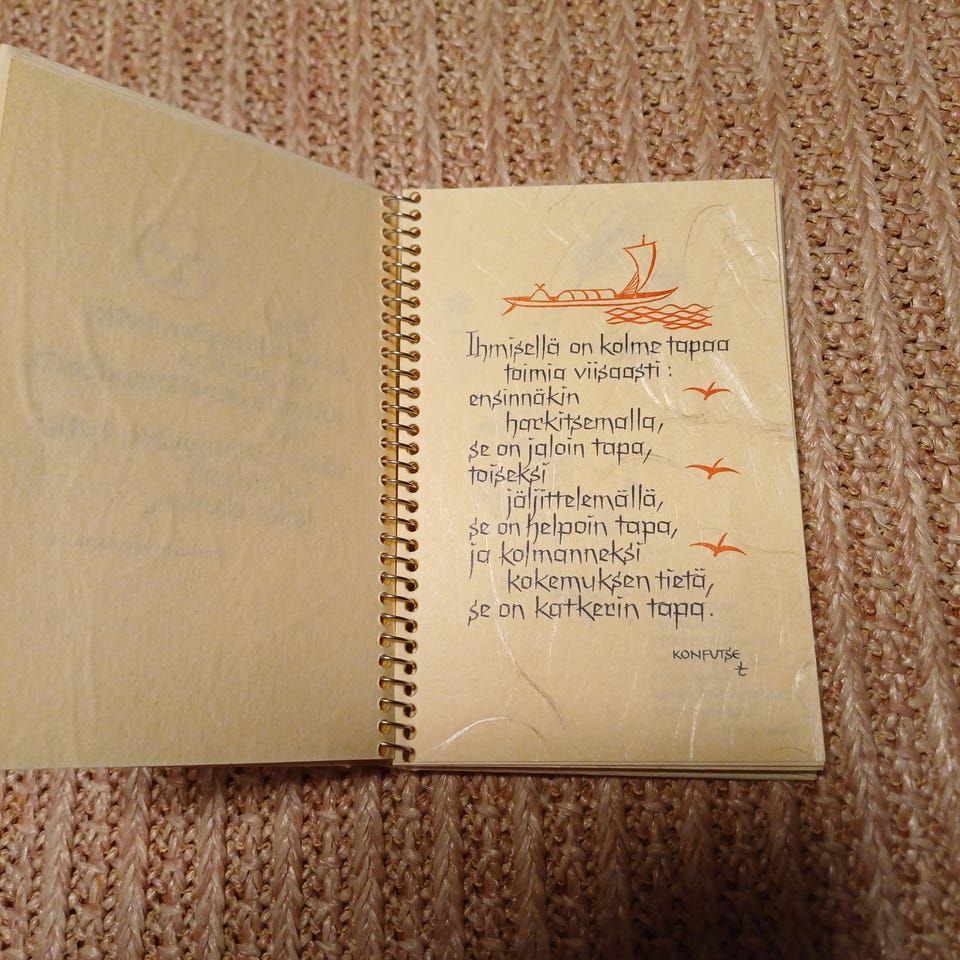 Ihmisellä on kolme tapaa
toimia viisaasti :
ensinnäkin
harkitsemalla,
se on jaloin tapa,
toiseksi
jäljittelemällä,
se on helpoin tapa,
ja kolmanneksi
kokemuksen tietä,
se on katkerin tapa.
KONFUTSE